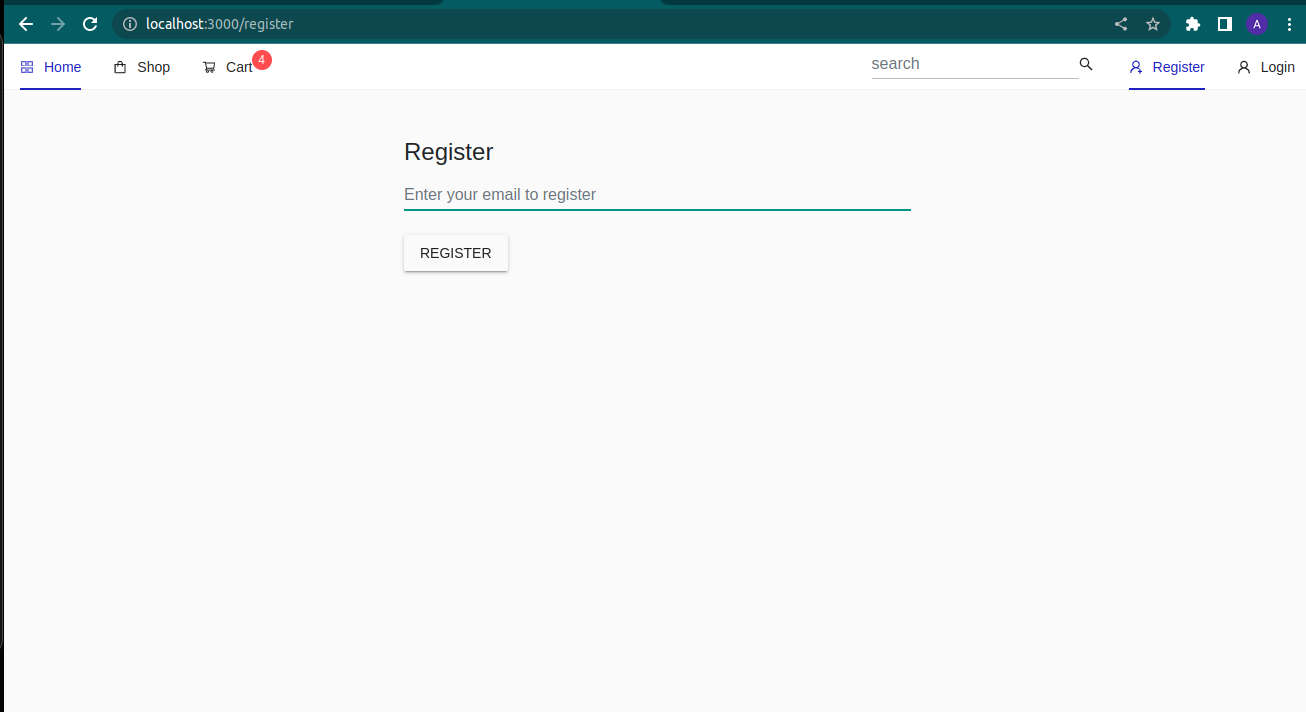 localhost:3000/register
A
Home Shop Cart 4 search Register Login
Register
Enter your email to register
REGISTER